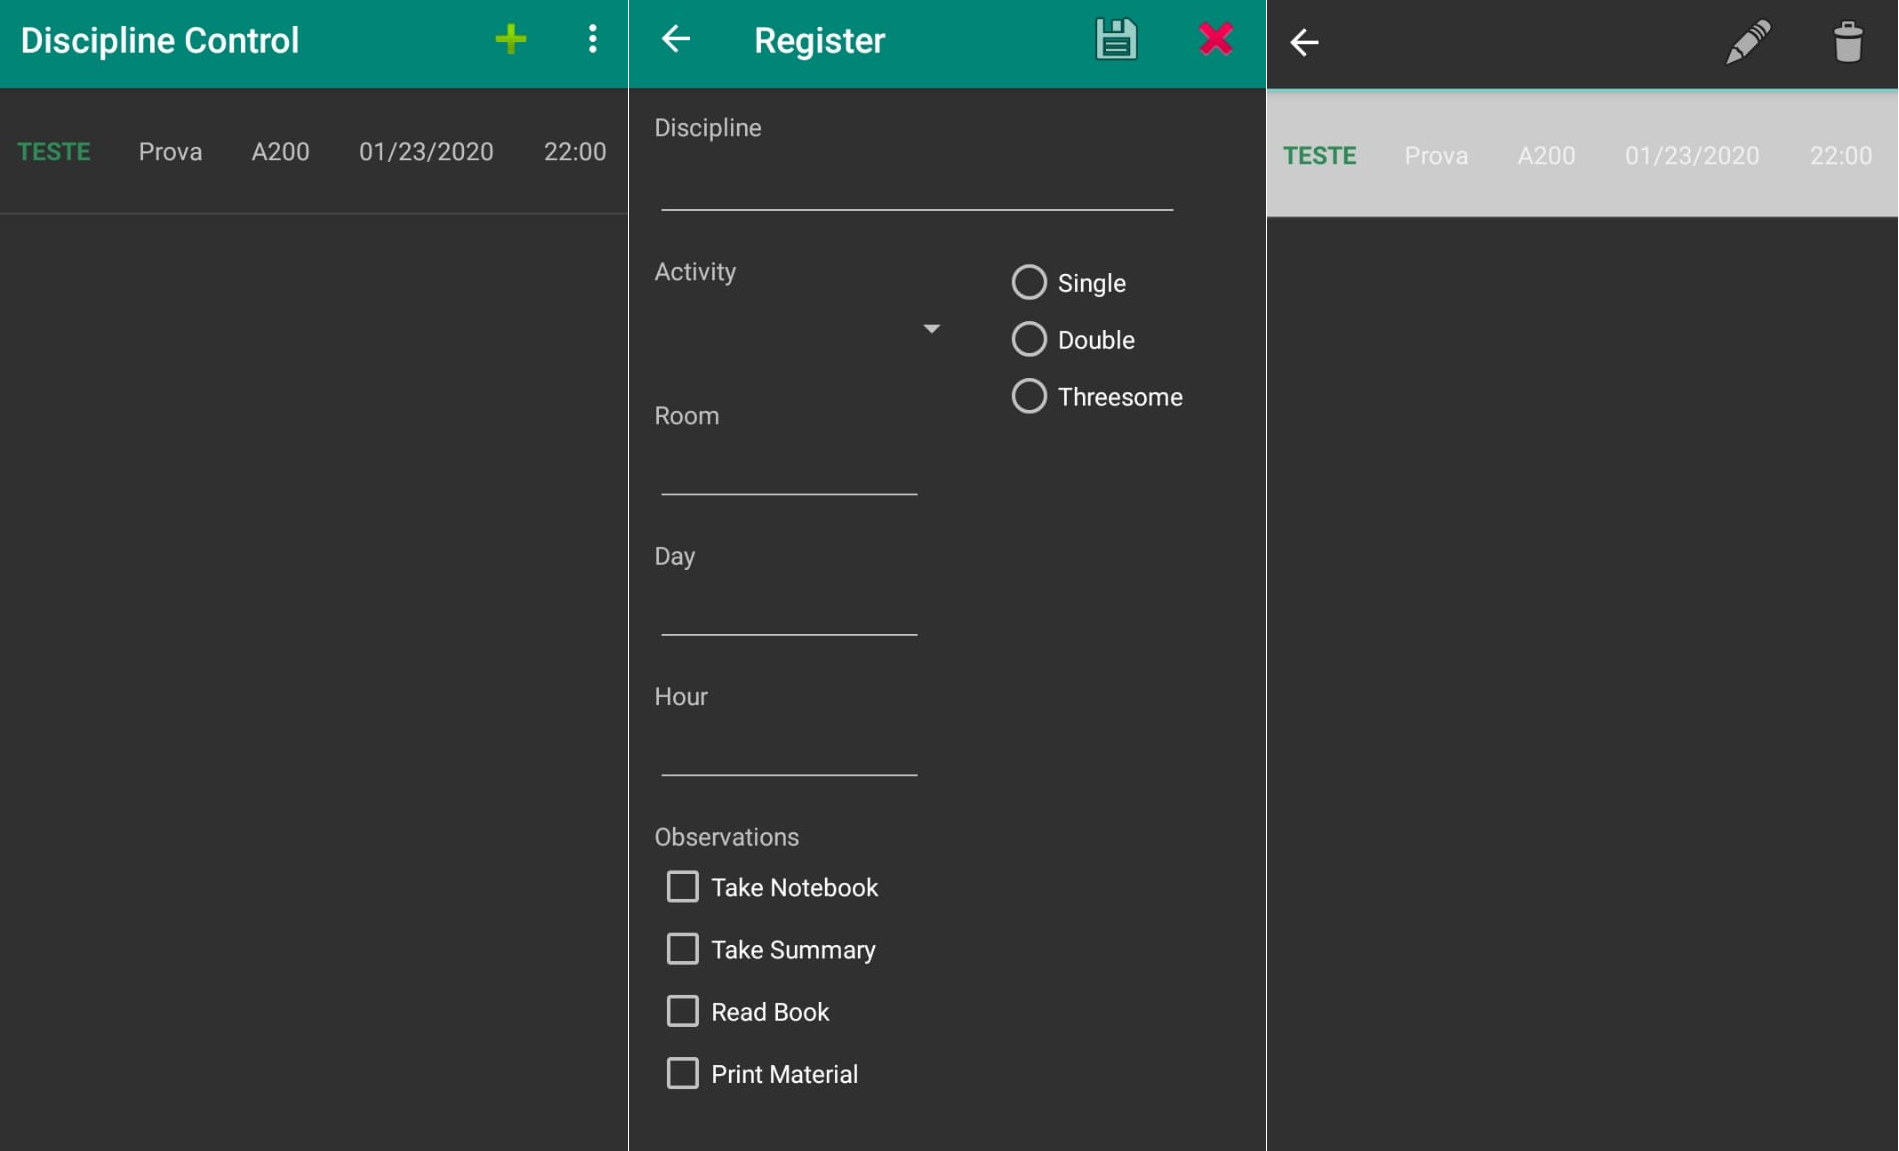 Discipline Control
TESTE Prova A200 01/23/2020 22:00
Register
Discipline
Activity
Single
Double
Threesome
Room
Day
Hour
Observations
Take Notebook
Take Summary
Read Book
Print Material
TESTE Prova A200 01/23/2020 22:00